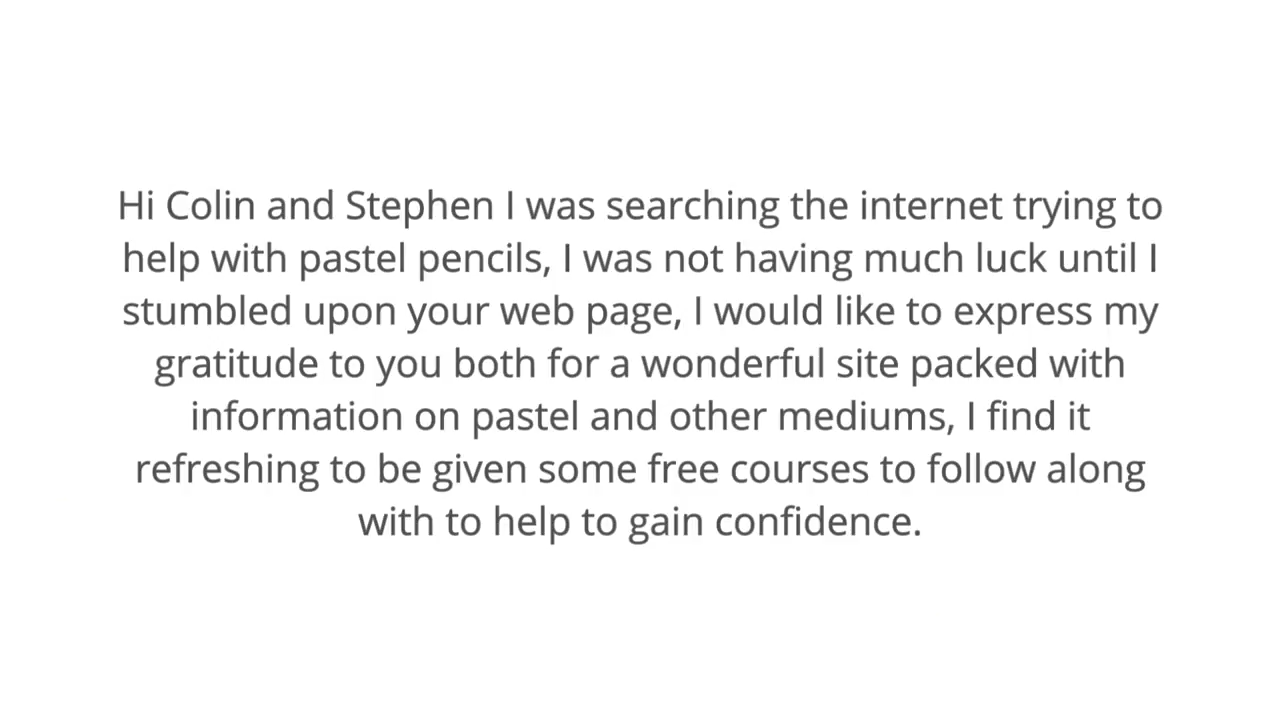 Hi Colin and Stephen I was searching the internet trying to
help with pastel pencils, I was not having much luck until I
stumbled upon your web page, I would like to express my
gratitude to you both for a wonderful site packed with
information on pastel and other mediums, I find it
refreshing to be given some free courses to follow along
with to help to gain confidence.